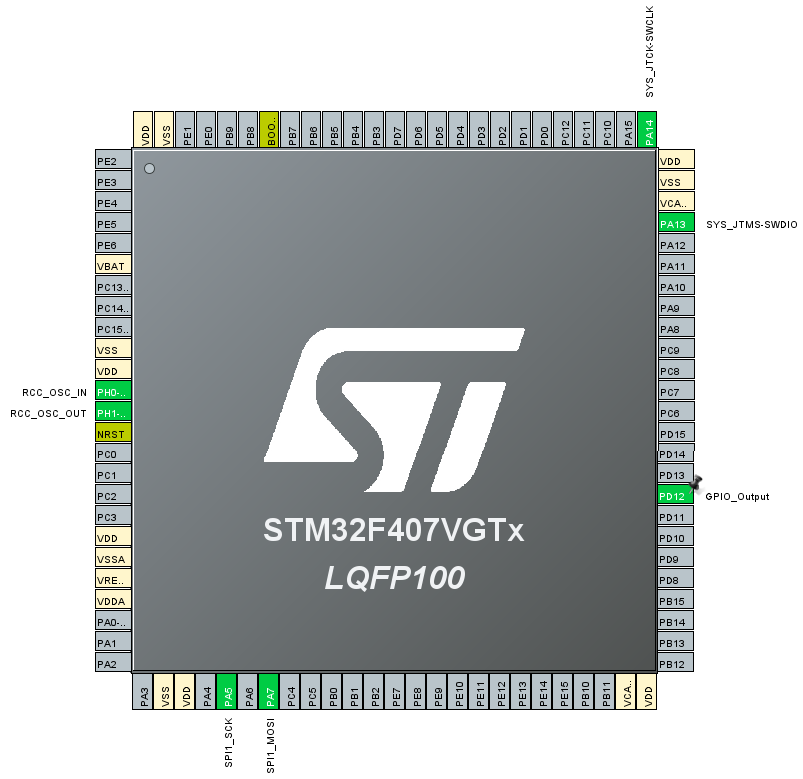 SYS_JTCK-SWCLK
VDD
VSS
PE1
PE0
PB9
PB8
BOO..
PB7
PB6
PB5
PB4
PB3
PD7
PD6
PD5
PD4
PD3
PD2
PD1
PD0
PC12
PC11
PC10
PA15
PA14
PE2
PE3
PE4
PE5
PE6
VBAT
PC13..
PC14..
PC15..
VSS
VDD
RCC_OSC_IN PH0-..
RCC_OSC_OUT PH1-..
NRST
PC0
PC1
PC2
PC3
VDD
VSSA
VRE..
VDDA
PA0-..
PA1
PA2
ST
STM32F407VGTx
LQFP100
VDD
VSS
VCA..
PA13 SYS_JTMS-SWDIO
PA12
PA11
PA10
PA9
PA8
PC9
PC8
PC7
PC6
PD15
PD14
PD13
PD12 GPIO_Output
PD11
PD10
PD9
PD8
PB15
PB14
PB13
PB12
PA3
VSS
VDD
PA4
PA5
PA6
PA7
PC4
PC5
PB0
PB1
PB2
PE7
PE8
PE9
PE10
PE11
PE12
PE13
PE14
PE15
PB10
PB11
VCA..
VDD
SPI1_SCK
SPI1_MOSI